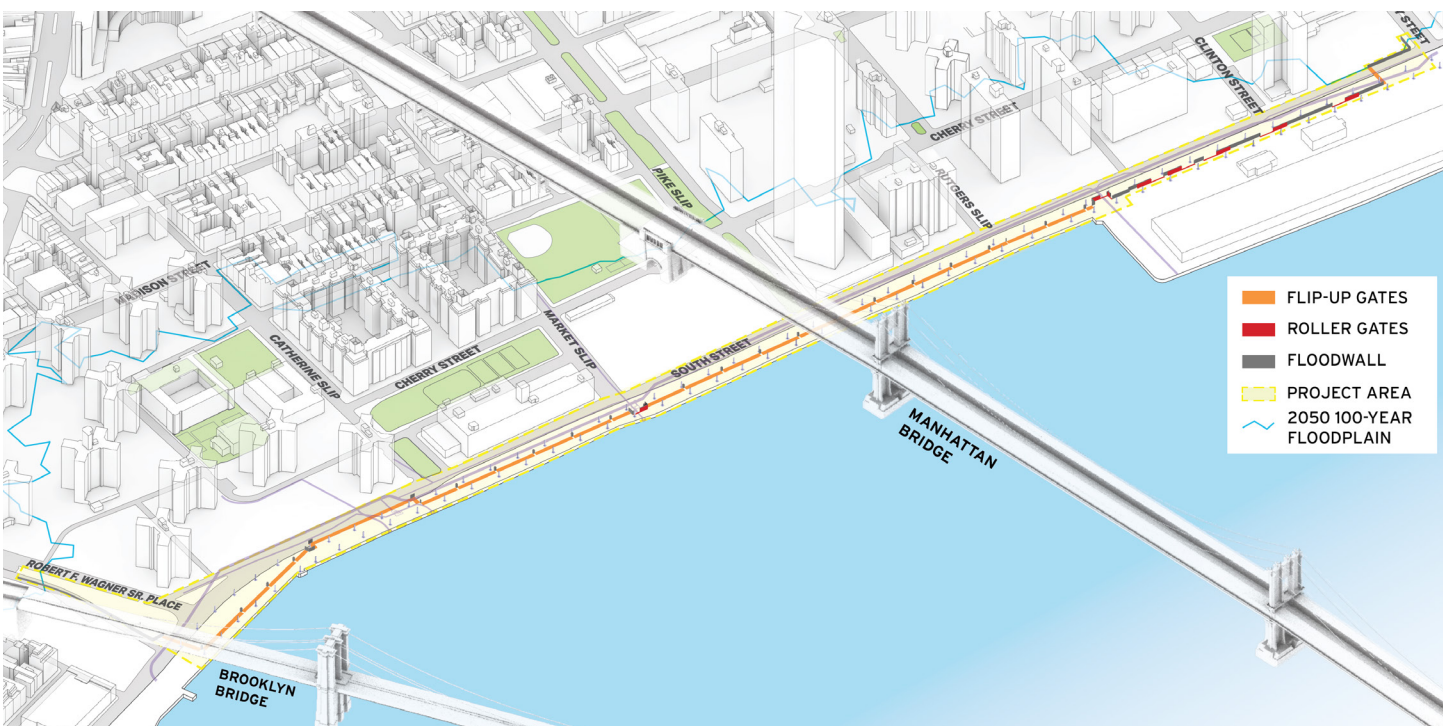 CLINTON STREET
CHERRY STREET
PIKE SLIP
RUTGERS SLIP
MADISON STREET
FLIP-UP GATES
ROLLER GATES
FLOODWALL
PROJECT AREA
2050 100-YEAR
FLOODPLAIN
MARKET SLIP
CATHERINE SLIP
CHERRY STREET
SOUTH STREET
MANHATTAN
BRIDGE
ROBERT F. WAGNER SR. PLACE
BROOKLYN
BRIDGE